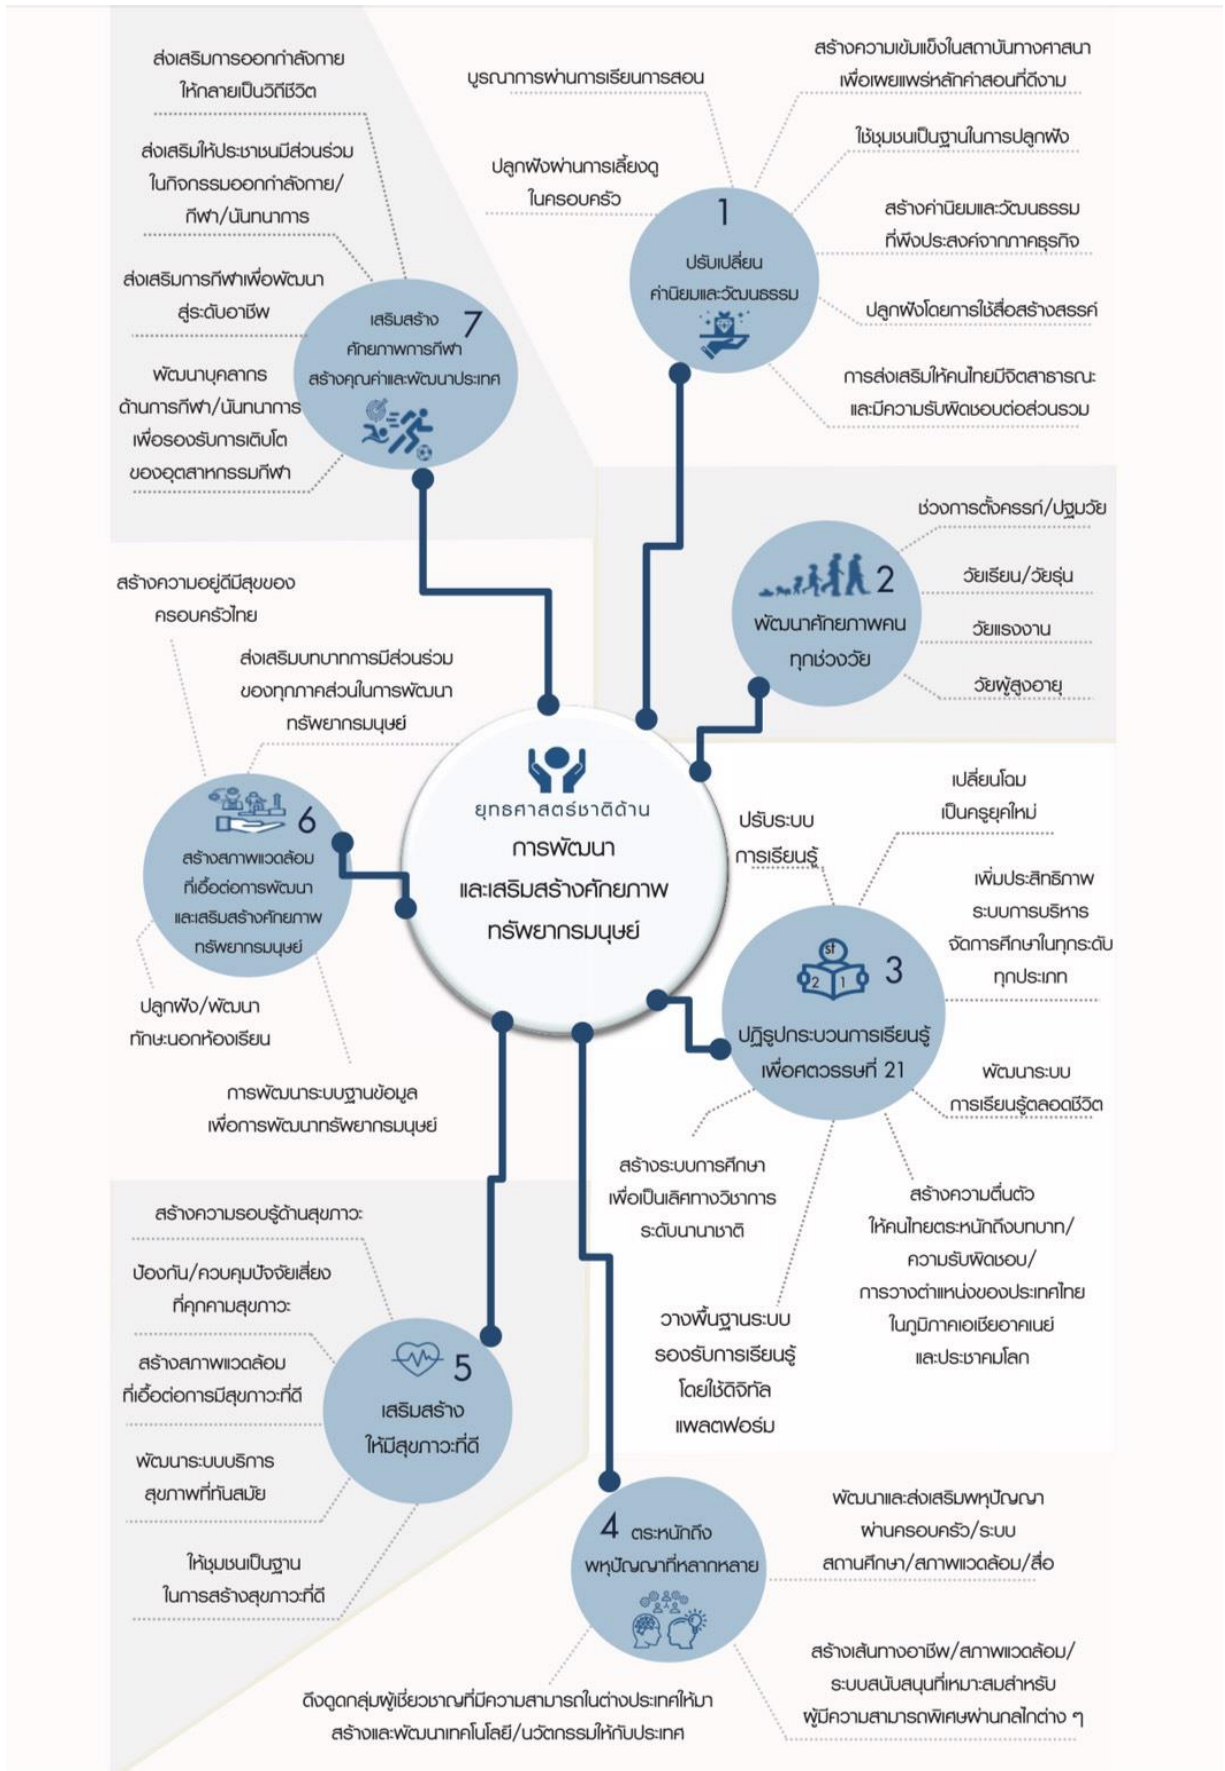 ยุทธศาสตร์ชาติด้าน
การพัฒนา
และเสริมสร้างศักยภาพ
ทรัพยากรมนุษย์
1
ปรับเปลี่ยน
ค่านิยมและวัฒนธรรม
บูรณาการผ่านการเรียนการสอน
ปลูกฝังผ่านการเลี้ยงดู
ในครอบครัว
สร้างความเข้มแข็งในสถาบันทางศาสนา
เพื่อเผยแพร่หลักคำสอนที่ดีงาม
ใช้ชุมชนเป็นฐานในการปลูกฝัง
สร้างค่านิยมและวัฒนธรรม
ที่พึงประสงค์จากภาคธุรกิจ
ปลูกฝังโดยการใช้สื่อสร้างสรรค์
การส่งเสริมให้คนไทยมีจิตสาธารณะ
และมีความรับผิดชอบต่อส่วนรวม
2
พัฒนาศักยภาพคน
ทุกช่วงวัย
ช่วงการตั้งครรภ์/ปฐมวัย
วัยเรียน/วัยรุ่น
วัยแรงงาน
วัยผู้สูงอายุ
st
2 1
3
ปฏิรูปกระบวนการเรียนรู้
เพื่อศตวรรษที่ 21
ปรับระบบ
การเรียนรู้
เปลี่ยนโฉม
เป็นครูยุคใหม่
เพิ่มประสิทธิภาพ
ระบบการบริหาร
จัดการศึกษาในทุกระดับ
ทุกประเภท
พัฒนาระบบ
การเรียนรู้ตลอดชีวิต
สร้างความตื่นตัว
ให้คนไทยตระหนักถึงบทบาท/
ความรับผิดชอบ/
การวางตำแหน่งของประเทศไทย
ในภูมิภาคเอเชียอาคเนย์
และประชาคมโลก
วางพื้นฐานระบบ
รองรับการเรียนรู้
โดยใช้ดิจิทัล
แพลตฟอร์ม
สร้างระบบการศึกษา
เพื่อเป็นเลิศทางวิชาการ
ระดับนานาชาติ
4 ตระหนักถึง
พหุปัญญาที่หลากหลาย
พัฒนาและส่งเสริมพหุปัญญา
ผ่านครอบครัว/ระบบ
สถานศึกษา/สภาพแวดล้อม/สื่อ
สร้างเส้นทางอาชีพ/สภาพแวดล้อม/
ระบบสนับสนุนที่เหมาะสมสำหรับ
ผู้มีความสามารถพิเศษผ่านกลไกต่าง ๆ
ดึงดูดกลุ่มผู้เชี่ยวชาญที่มีความสามารถในต่างประเทศให้มา
สร้างและพัฒนาเทคโนโลยี/นวัตกรรมให้กับประเทศ
5
เสริมสร้าง
ให้มีสุขภาวะที่ดี
สร้างความรอบรู้ด้านสุขภาวะ
ป้องกัน/ควบคุมปัจจัยเสี่ยง
ที่คุกคามสุขภาวะ
สร้างสภาพแวดล้อม
ที่เอื้อต่อการมีสุขภาวะที่ดี
พัฒนาระบบบริการ
สุขภาพที่ทันสมัย
ให้ชุมชนเป็นฐาน
ในการสร้างสุขภาวะที่ดี
6
สร้างสภาพแวดล้อม
ที่เอื้อต่อการพัฒนา
และเสริมสร้างศักยภาพ
ทรัพยากรมนุษย์
สร้างความอยู่ดีมีสุขของ
ครอบครัวไทย
ส่งเสริมบทบาทการมีส่วนร่วม
ของทุกภาคส่วนในการพัฒนา
ทรัพยากรมนุษย์
ปลูกฝัง/พัฒนา
ทักษะนอกห้องเรียน
การพัฒนาระบบฐานข้อมูล
เพื่อการพัฒนาทรัพยากรมนุษย์
เสริมสร้าง 7
ศักยภาพการกีฬา
สร้างคุณค่าและพัฒนาประเทศ
ส่งเสริมการออกกำลังกาย
ให้กลายเป็นวิถีชีวิต
ส่งเสริมให้ประชาชนมีส่วนร่วม
ในกิจกรรมออกกำลังกาย/
กีฬา/นันทนาการ
ส่งเสริมการกีฬาเพื่อพัฒนา
สู่ระดับอาชีพ
พัฒนาบุคลากร
ด้านการกีฬา/นันทนาการ
เพื่อรองรับการเติบโต
ของอุตสาหกรรมกีฬา